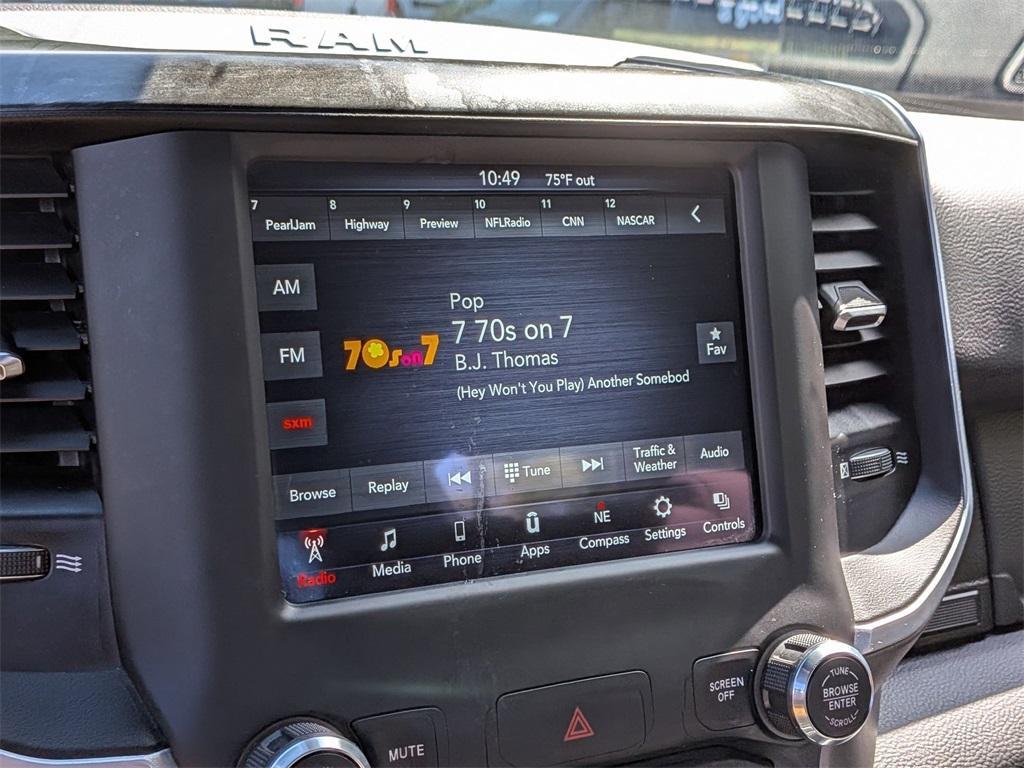 RAM
10:49 75°F out
7 PearlJam 8 Highway 9 Preview 10 NFLRadio 11 CNN 12 NASCAR
AM
FM
sxm
70s on 7
Pop
7 70s on 7
B.J. Thomas
(Hey Won't You Play) Another Somebod
Fav
Browse Replay Tune Traffic & Weather Audio
Radio Media Phone Apps NE Compass Settings Controls
MUTE
SCREEN
OFF
TUNE
BROWSE
ENTER
SCROLL